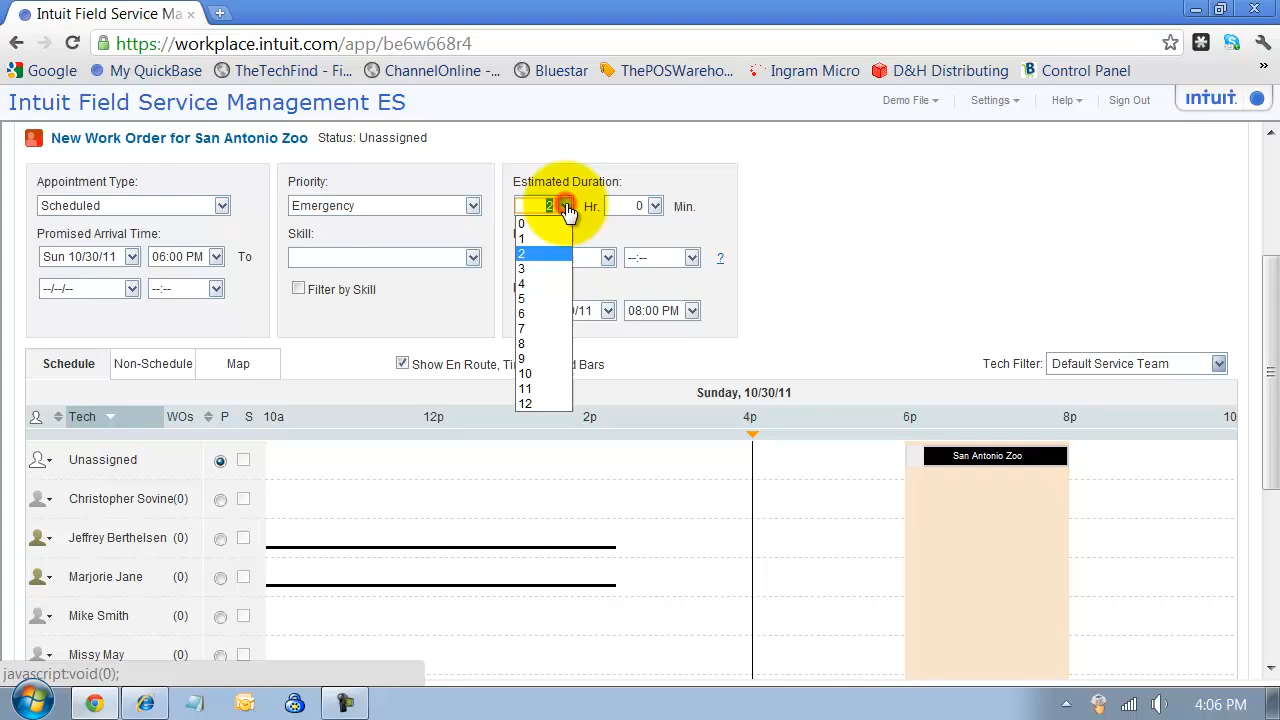 Intuit Field Service Ma
https://workplace.intuit.com/app/be6w668r4
Google My QuickBase TheTechFind - Fi... ChannelOnline -... Bluestar ThePOSWareho... Ingram Micro D&H Distributing Control Panel »
Intuit Field Service Management ES Demo File Settings Help Sign Out intuit.
New Work Order for San Antonio Zoo Status: Unassigned
Appointment Type: Priority: Estimated Duration:
Scheduled Emergency 2 Hr. 0 Min.
Promised Arrival Time: Skill:
Sun 10/30/11 06:00 PM To --:-- ?
Filter by Skill
--/--/-- --:-- /11 08:00 PM
0
1
2
3
4
5
6
7
8
9
10
11
12
Schedule Non-Schedule Map Show En Route, Ti d Bars Tech Filter: Default Service Team
Sunday, 10/30/11
Tech WOs P S 10a 12p 2p 4p 6p 8p 10
Unassigned San Antonio Zoo
Christopher Sovine(0)
Jeffrey Berthelsen (0)
Marjorie Jane (0)
Mike Smith (0)
Missy May (0)
javascript:void(0);
4:06 PM